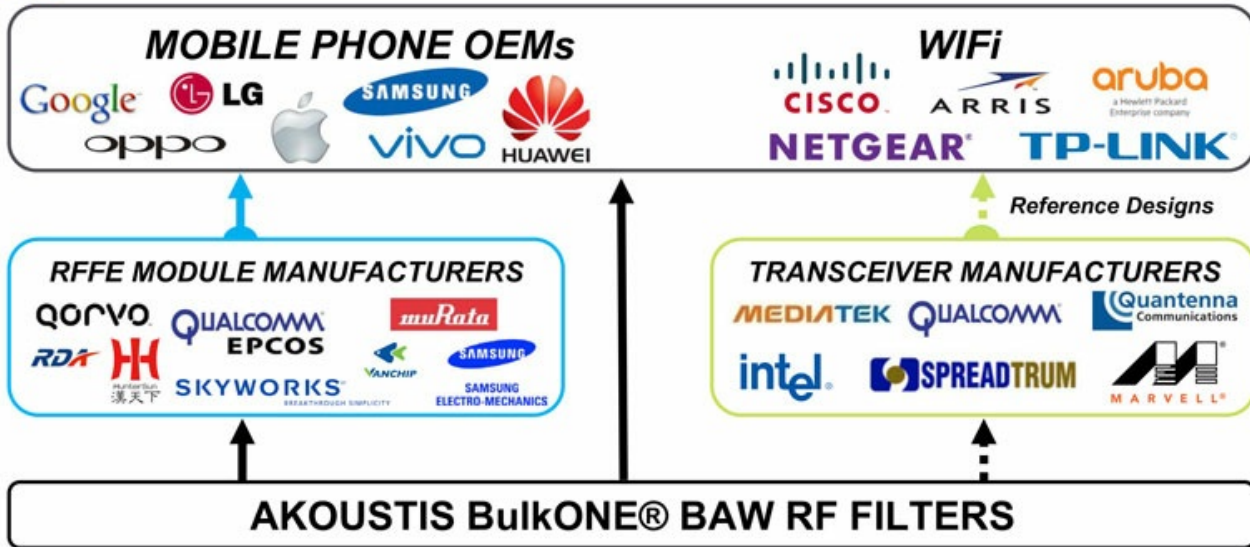 MOBILE PHONE OEMs
WIFi
Google
LG
SAMSUNG
oppo
vivo
HUAWEI
CISCO
ARRIS
aruba
a Hewlett Packard
Enterprise company
NETGEAR®
TP-LINK®
Reference Designs
RFFE MODULE MANUFACTURERS
QORVO
QUALCOMM®
EPCOS
muRata
RDA
HunterSun
漢天下
VANCHIP
SAMSUNG
SKYWORKS
BREAKTHROUGH SIMPLICITY
SAMSUNG
ELECTRO-MECHANICS
TRANSCEIVER MANUFACTURERS
MEDIATEK
QUALCOMM®
Quantenna
Communications
intel®
SPREADTRUM
MARVELL®
AKOUSTIS BulkONE® BAW RF FILTERS